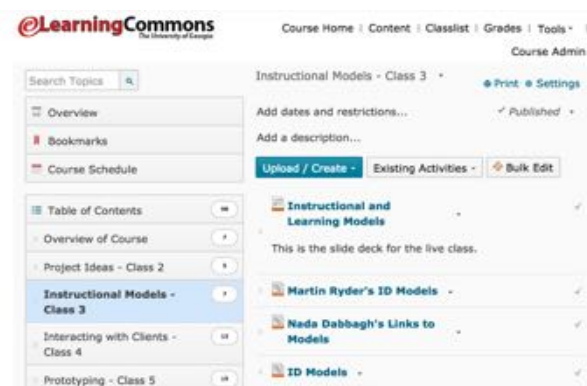 eLearningCommons
The University of Georgia
Course Home | Content | Classlist | Grades | Tools
Course Admin
Search Topics
Overview
Bookmarks
Course Schedule
Table of Contents
Overview of Course
Project Ideas - Class 2
Instructional Models -
Class 3
Interacting with Clients -
Class 4
Prototyping - Class 5
Instructional Models - Class 3
Print Settings
Add dates and restrictions...
Published
Add a description...
Upload / Create
Existing Activities
Bulk Edit
Instructional and
Learning Models
This is the slide deck for the live class.
Martin Ryder's ID Models
Nada Dabbagh's Links to
Models
ID Models